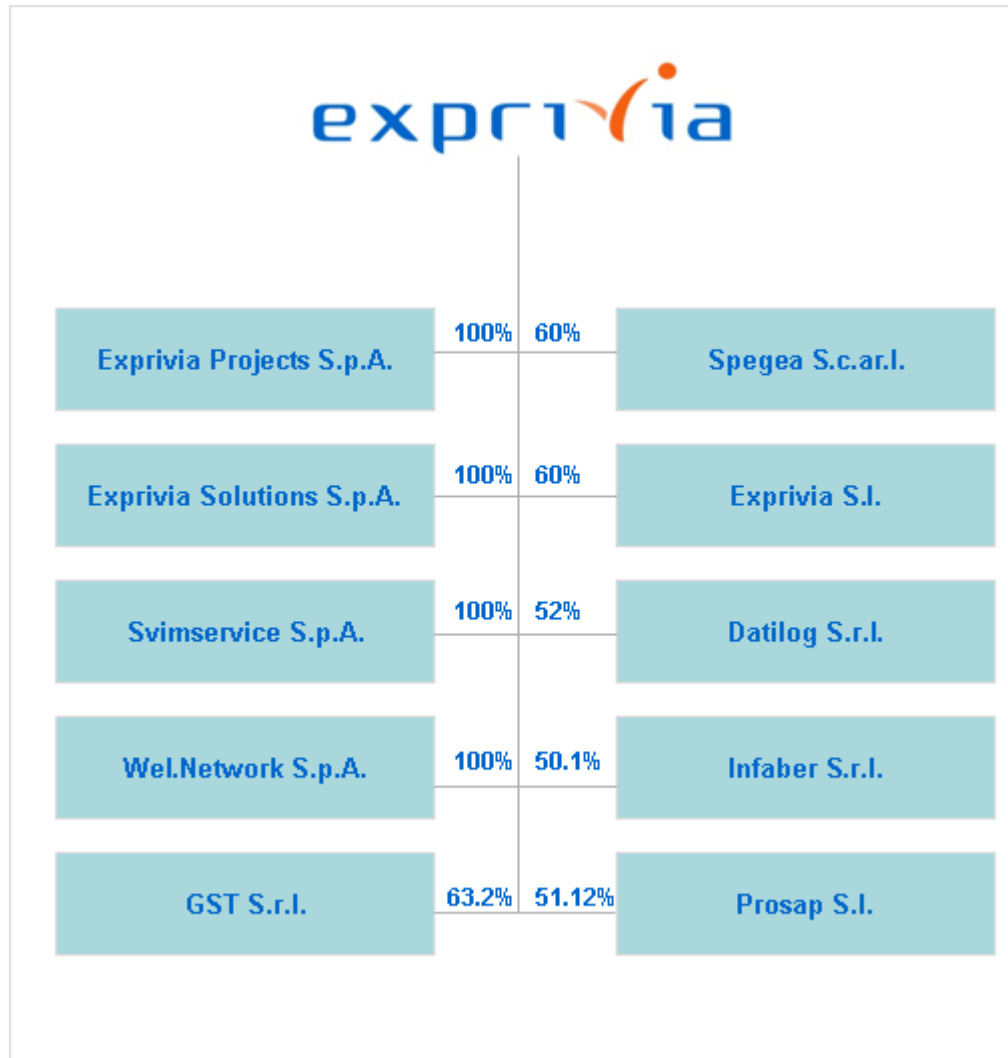 exprivia
100% 60%
Exprivia Projects S.p.A. Spegea S.c.ar.l.
100% 60%
Exprivia Solutions S.p.A. Exprivia S.l.
100% 52%
Svimservice S.p.A. Datilog S.r.l.
100% 50.1%
Wel.Network S.p.A. Infaber S.r.l.
63.2% 51.12%
GST S.r.l. Prosap S.l.